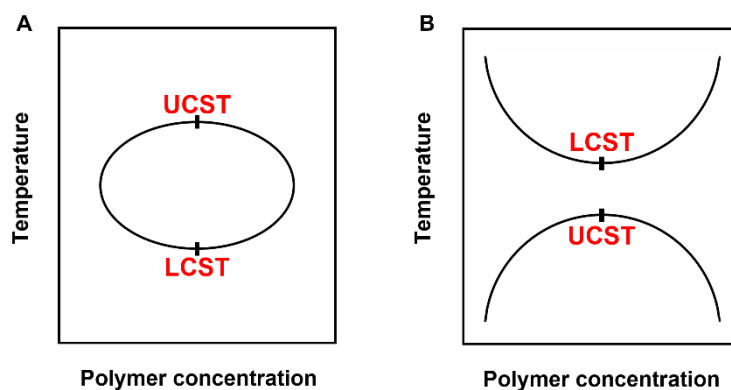 A
UCST
LCST
Temperature
Polymer concentration
B
LCST
UCST
Temperature
Polymer concentration